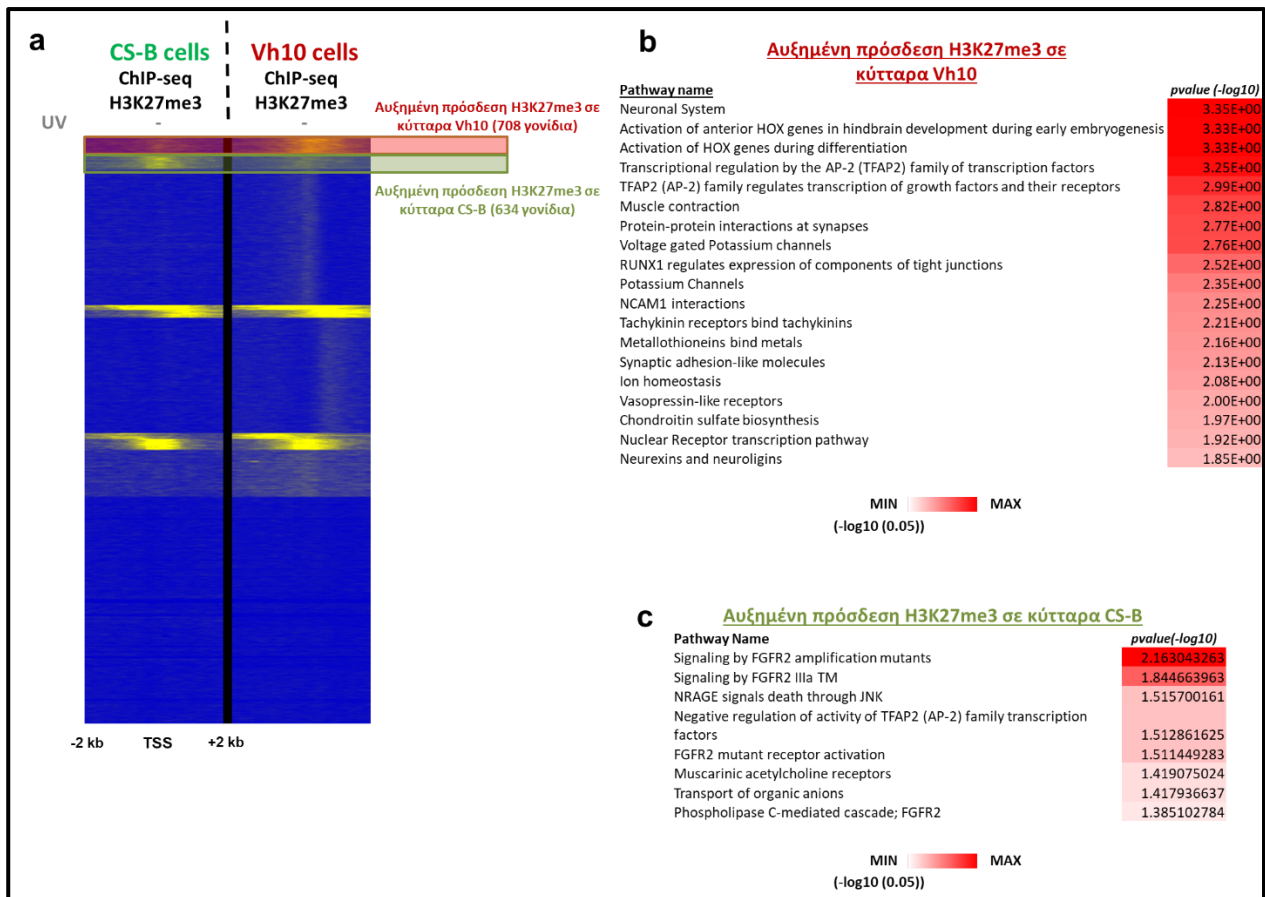 a
CS-B cells
ChIP-seq
H3K27me3
Vh10 cells
ChIP-seq
H3K27me3
UV
-
-
Αυξημένη πρόσδεση H3K27me3 σε
κύτταρα Vh10 (708 γονίδια)
Αυξημένη πρόσδεση H3K27me3 σε
κύτταρα CS-B (634 γονίδια)
-2 kb TSS +2 kb
b
Αυξημένη πρόσδεση H3K27me3 σε
κύτταρα Vh10
Pathway name pvalue (-log10)
Neuronal System 3.35E+00
Activation of anterior HOX genes in hindbrain development during early embryogenesis 3.33E+00
Activation of HOX genes during differentiation 3.33E+00
Transcriptional regulation by the AP-2 (TFAP2) family of transcription factors 3.25E+00
TFAP2 (AP-2) family regulates transcription of growth factors and their receptors 2.99E+00
Muscle contraction 2.82E+00
Protein-protein interactions at synapses 2.77E+00
Voltage gated Potassium channels 2.76E+00
RUNX1 regulates expression of components of tight junctions 2.52E+00
Potassium Channels 2.35E+00
NCAM1 interactions 2.25E+00
Tachykinin receptors bind tachykinins 2.21E+00
Metallothioneins bind metals 2.16E+00
Synaptic adhesion-like molecules 2.13E+00
Ion homeostasis 2.08E+00
Vasopressin-like receptors 2.00E+00
Chondroitin sulfate biosynthesis 1.97E+00
Nuclear Receptor transcription pathway 1.92E+00
Neurexins and neuroligins 1.85E+00
MIN MAX
(-log10 (0.05))
c
Αυξημένη πρόσδεση H3K27me3 σε κύτταρα CS-B
Pathway Name pvalue(-log10)
Signaling by FGFR2 amplification mutants 2.163043263
Signaling by FGFR2 IIIa TM 1.844663963
NRAGE signals death through JNK 1.515700161
Negative regulation of activity of TFAP2 (AP-2) family transcription
factors 1.512861625
FGFR2 mutant receptor activation 1.511449283
Muscarinic acetylcholine receptors 1.419075024
Transport of organic anions 1.417936637
Phospholipase C-mediated cascade; FGFR2 1.385102784
MIN MAX
(-log10 (0.05))